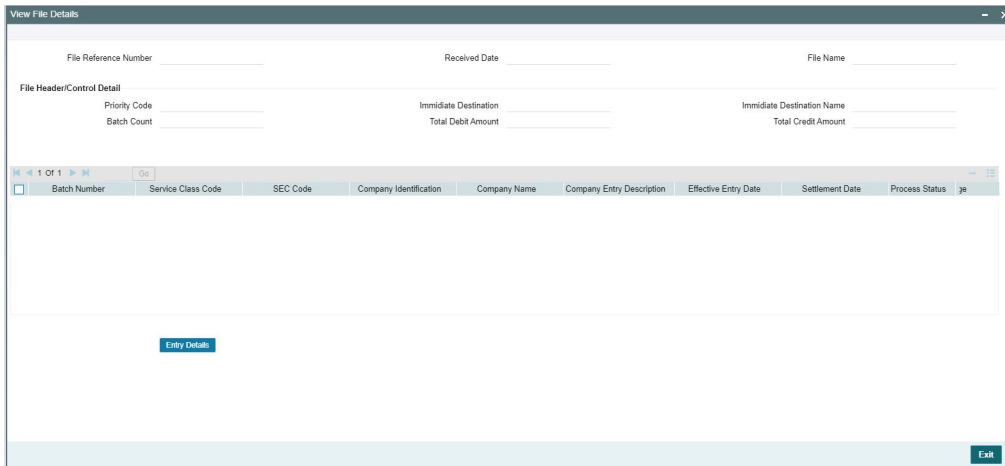 View File Details
File Reference Number Received Date File Name
File Header/Control Detail
Priority Code Immidiate Destination Immidiate Destination Name
Batch Count Total Debit Amount Total Credit Amount
1 Of 1 Go
Batch Number Service Class Code SEC Code Company Identification Company Name Company Entry Description Effective Entry Date Settlement Date Process Status ge
Entry Details
Exit